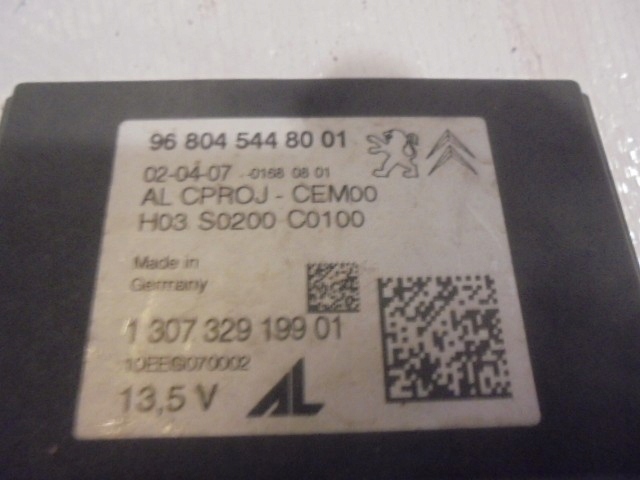 96 804 544 80 01
02-04-07 -0168 08 01
AL CPROJ - CEM00
H03 S0200 C0100
Made in
Germany
1 307 329 199 01
13,5 V AL